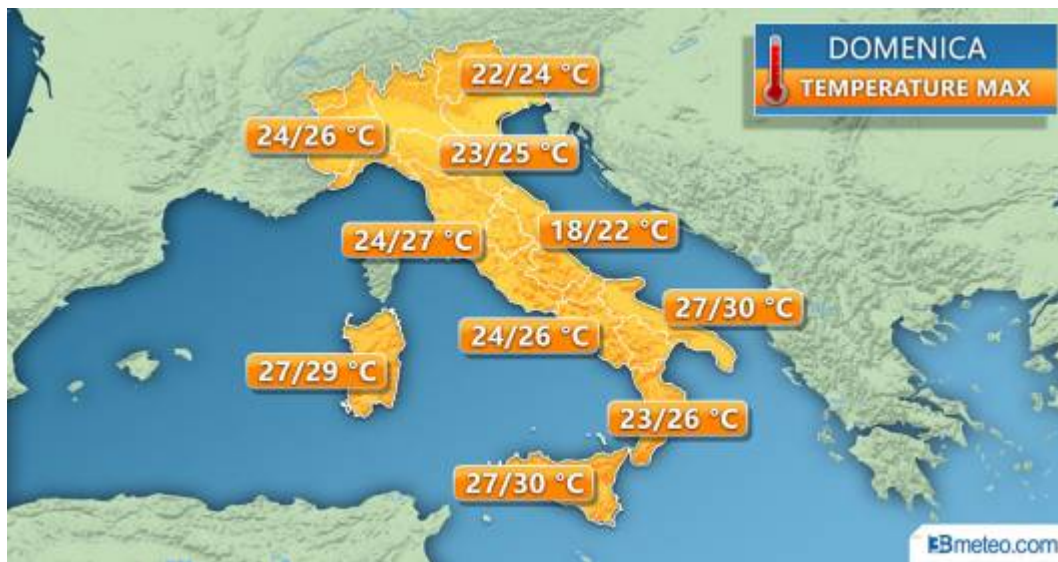 DOMENICA
TEMPERATURE MAX
22/24 °C
24/26 °C
23/25 °C
18/22 °C
24/27 °C
27/30 °C
24/26 °C
27/29 °C
23/26 °C
27/30 °C
3Bmeteo.com